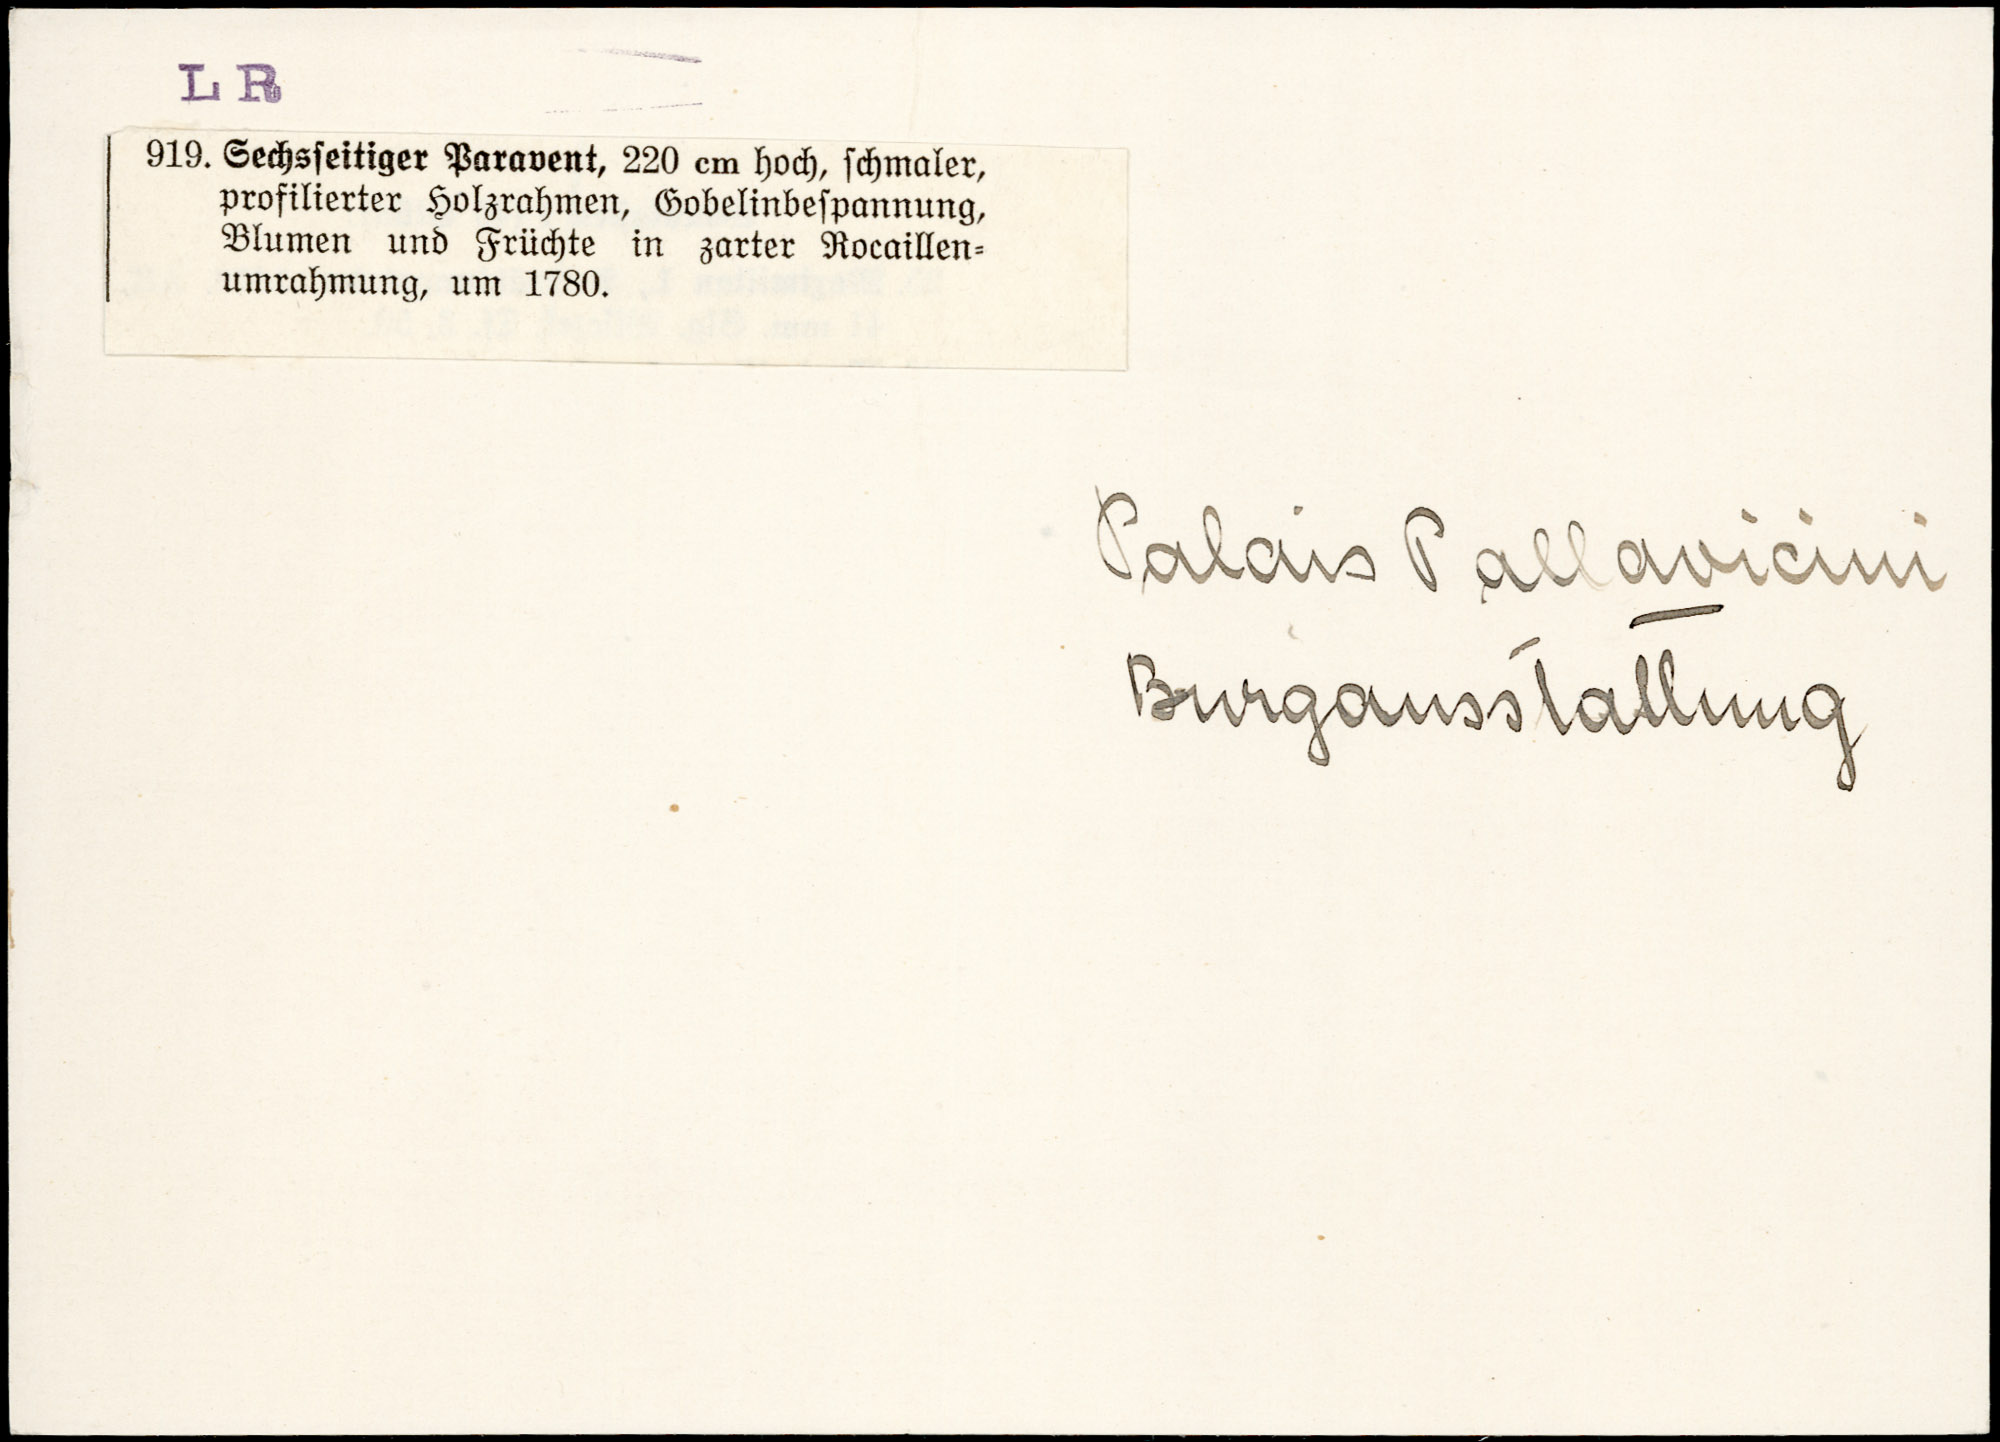 LR
919. Sechsseitiger Paravent, 220 cm hoch, schmaler,
profilierter Holzrahmen, Gobelinbespannung,
Blumen und Früchte in zarter Rocaillen-
umrahmung, um 1780.
Palais Pallavicini
Burgausstattung